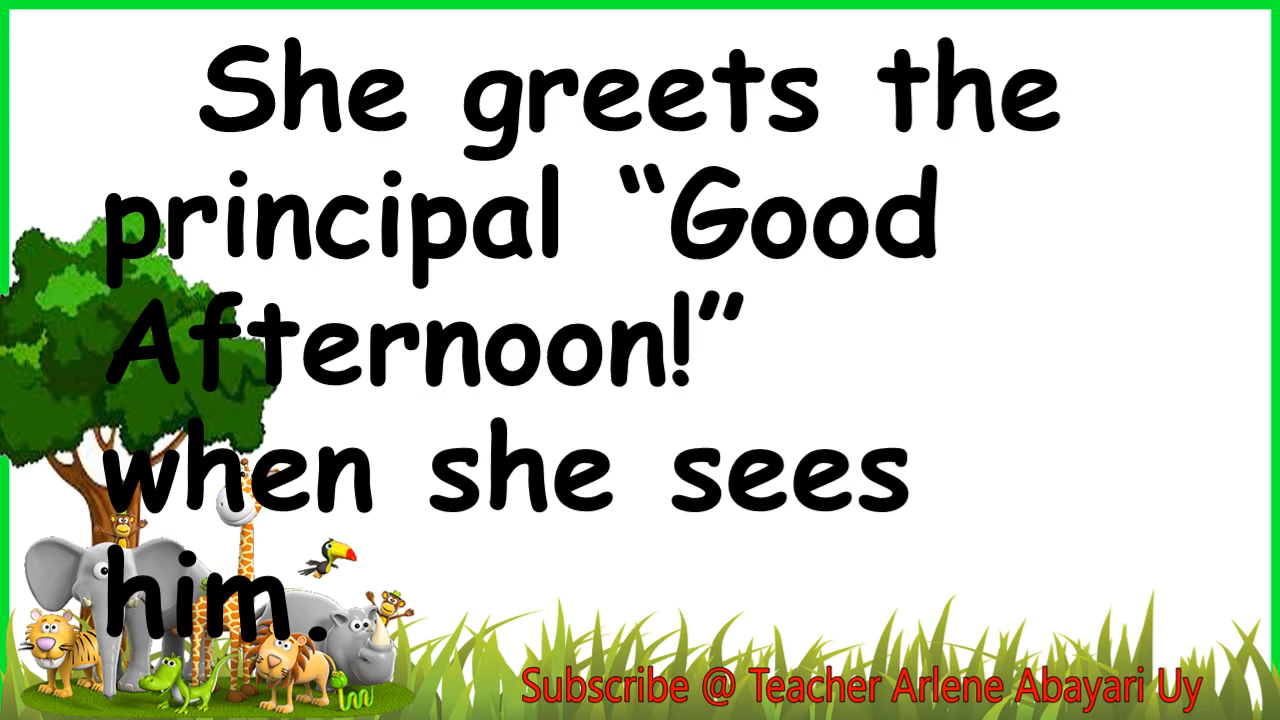 She greets the
principal “Good
Afternoon!”
when she sees
him.
Subscribe @ Teacher Arlene Abayari Uy